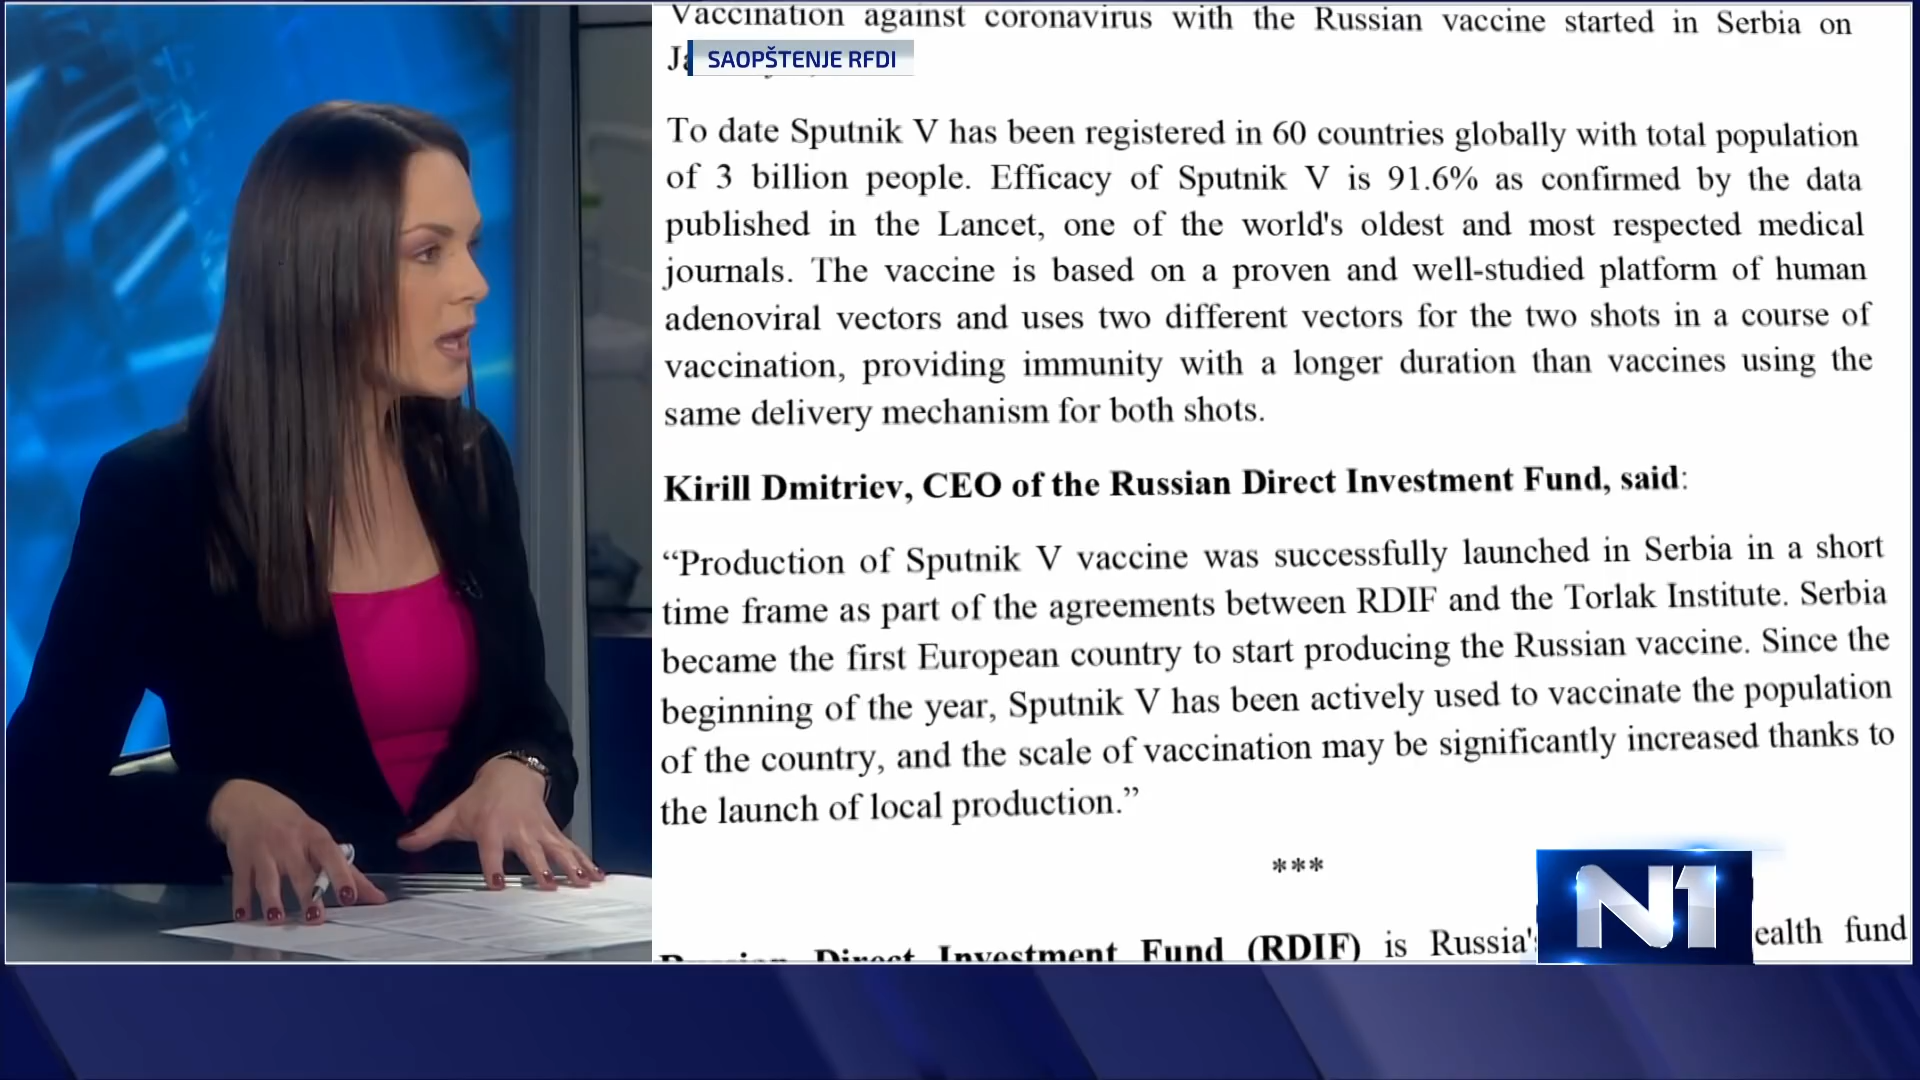 Vaccination against coronavirus with the Russian vaccine started in Serbia on
SAOPŠTENJE RFDI
To date Sputnik V has been registered in 60 countries globally with total population
of 3 billion people. Efficacy of Sputnik V is 91.6% as confirmed by the data
published in the Lancet, one of the world's oldest and most respected medical
journals. The vaccine is based on a proven and well-studied platform of human
adenoviral vectors and uses two different vectors for the two shots in a course of
vaccination, providing immunity with a longer duration than vaccines using the
same delivery mechanism for both shots.
Kirill Dmitriev, CEO of the Russian Direct Investment Fund, said:
“Production of Sputnik V vaccine was successfully launched in Serbia in a short
time frame as part of the agreements between RDIF and the Torlak Institute. Serbia
became the first European country to start producing the Russian vaccine. Since the
beginning of the year, Sputnik V has been actively used to vaccinate the population
of the country, and the scale of vaccination may be significantly increased thanks to
the launch of local production.”
***
Russian Direct Investment Fund (RDIF) is Russia's ealth fund
N1